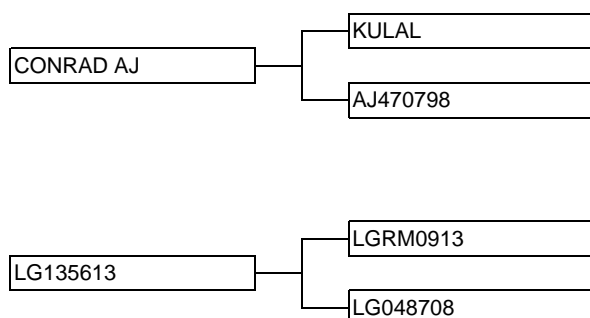 KULAL
CONRAD AJ
AJ470798
LGRM0913
LG135613
LG048708